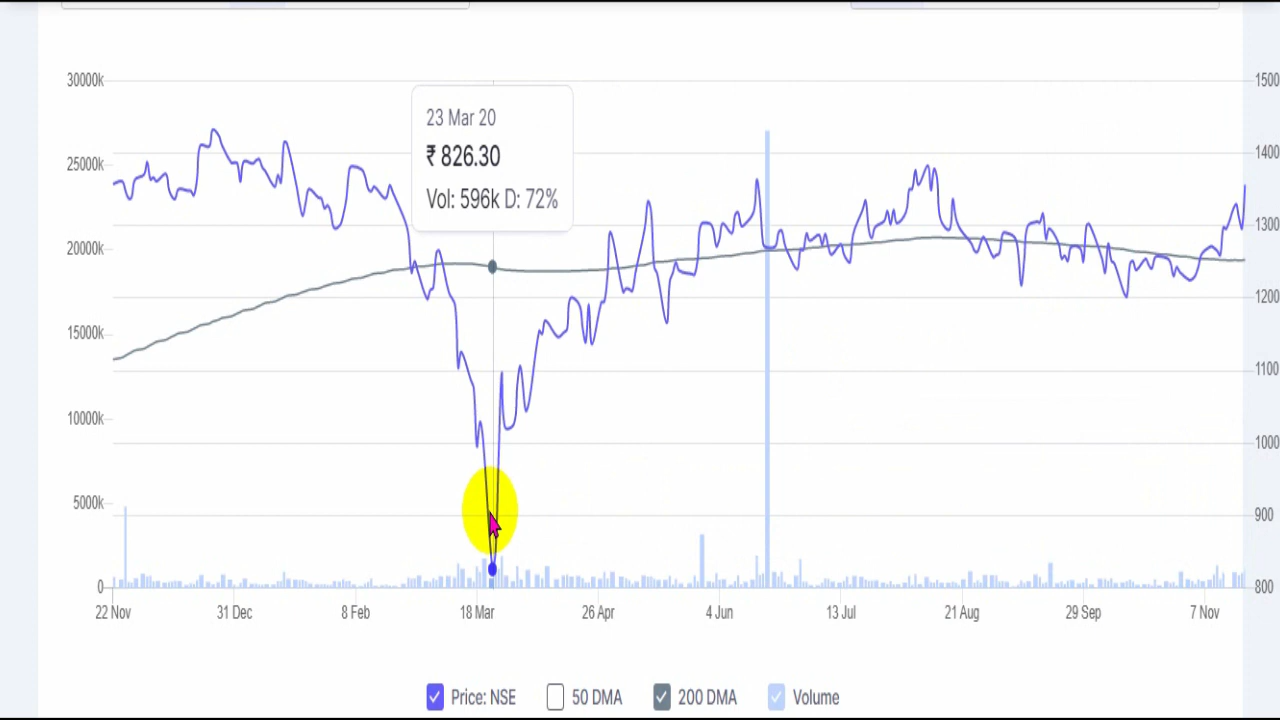 30000k
25000k
20000k
15000k
10000k
5000k
0
23 Mar 20
₹ 826.30
Vol: 596k D: 72%
1500
1400
1300
1200
1100
1000
900
800
22 Nov 31 Dec 8 Feb 18 Mar 26 Apr 4 Jun 13 Jul 21 Aug 29 Sep 7 Nov
Price: NSE 50 DMA 200 DMA Volume